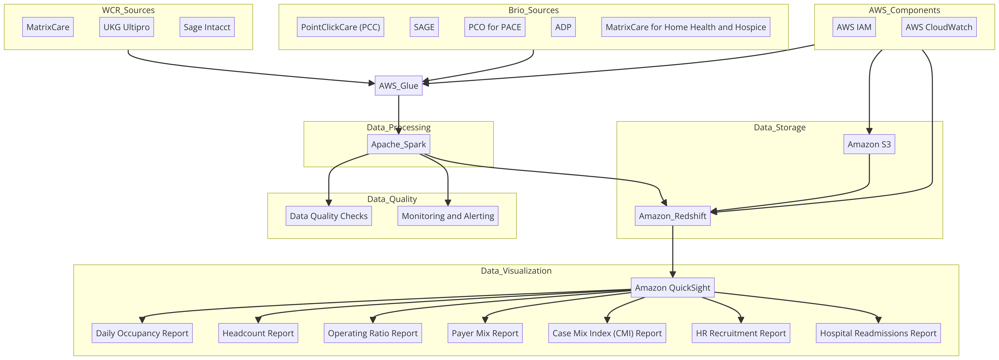 WCR_Sources
MatrixCare
UKG Ultipro
Sage Intacct
Brio_Sources
PointClickCare (PCC)
SAGE
PCO for PACE
ADP
MatrixCare for Home Health and Hospice
AWS_Components
AWS IAM
AWS CloudWatch
AWS_Glue
Data_Processing
Apache_Spark
Data_Storage
Amazon S3
Data_Quality
Data Quality Checks
Monitoring and Alerting
Amazon_Redshift
Data_Visualization
Amazon QuickSight
Daily Occupancy Report
Headcount Report
Operating Ratio Report
Payer Mix Report
Case Mix Index (CMI) Report
HR Recruitment Report
Hospital Readmissions Report